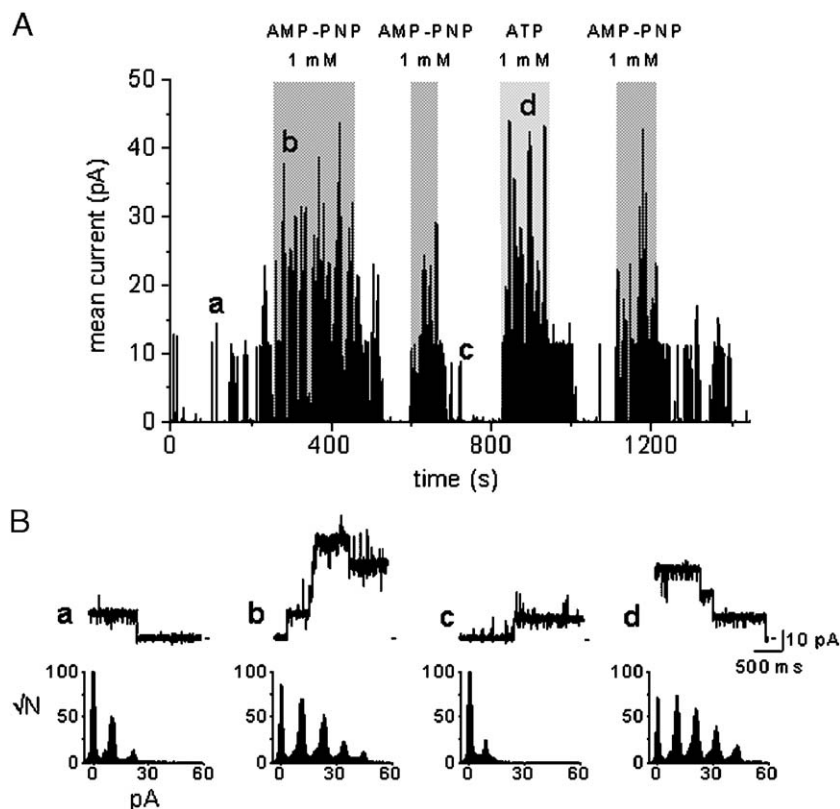 A
AMP-PNP AMP-PNP ATP AMP-PNP
1 mM 1 mM 1 mM 1 mM
50
40
30
20
10
0
mean current (pA)
a b c d
0 400 800 1200
time (s)
B
a b c d
10 pA
500 ms
√N
100 100 100 100
50 50 50 50
0 0 0 0
0 30 60 0 30 60 0 30 60 0 30 60
pA